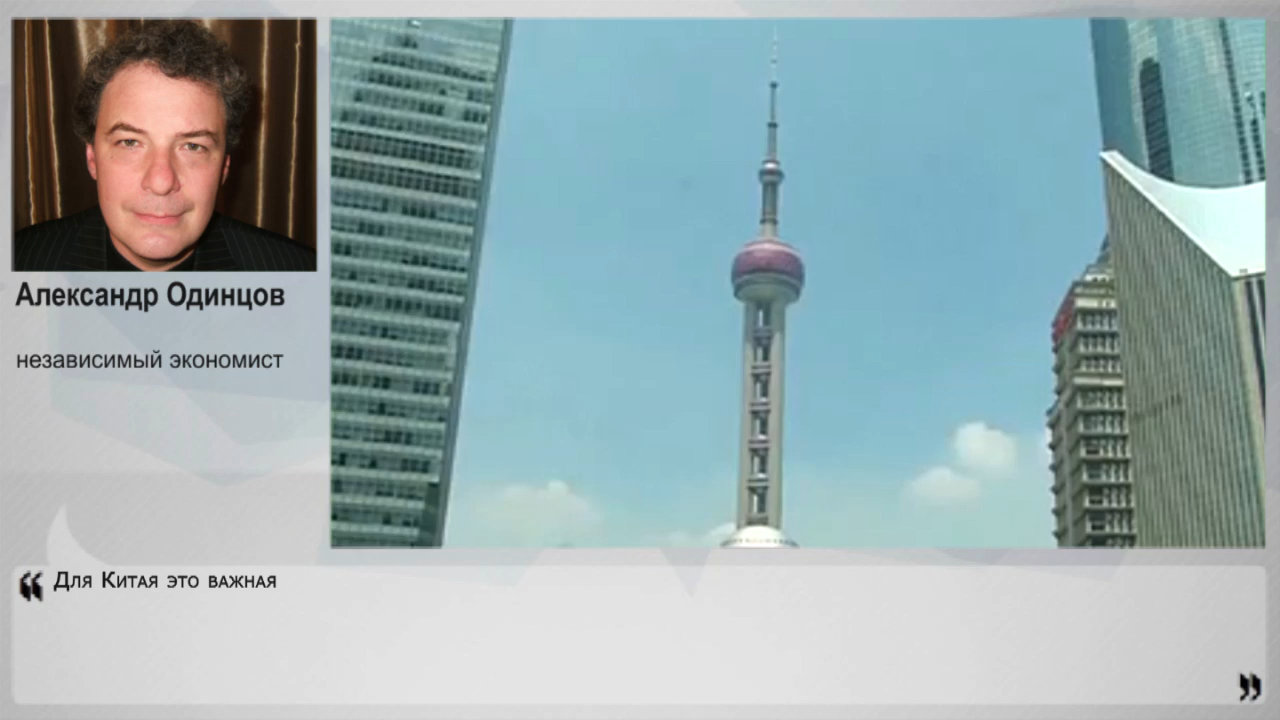 Александр Одинцов
независимый экономист
“ Для Китая это важная
”